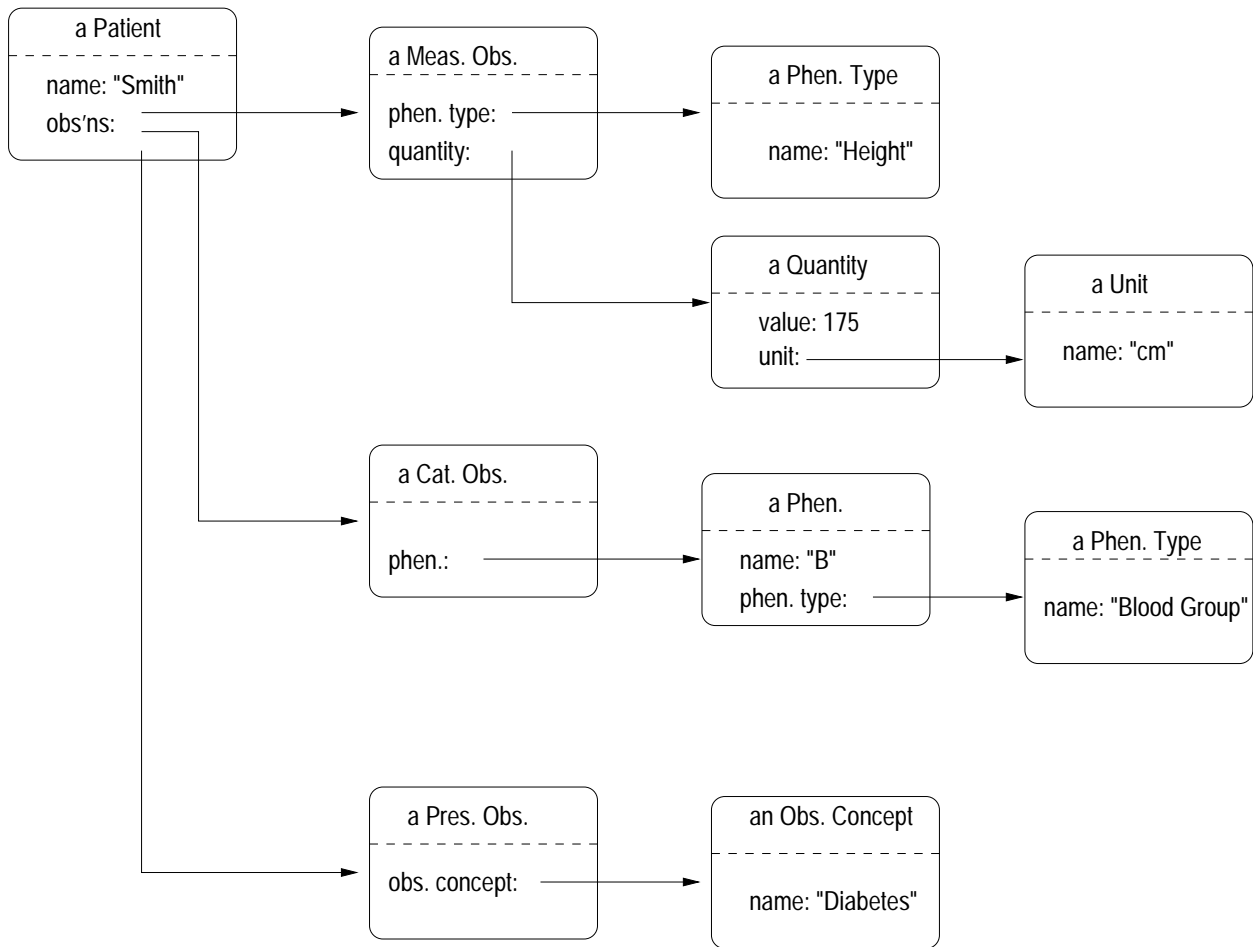 a Patient
name: "Smith"
obs'ns:
a Meas. Obs.
phen. type:
quantity:
a Phen. Type
name: "Height"
a Quantity
value: 175
unit:
a Unit
name: "cm"
a Cat. Obs.
phen.:
a Phen.
name: "B"
phen. type:
a Phen. Type
name: "Blood Group"
a Pres. Obs.
obs. concept:
an Obs. Concept
name: "Diabetes"